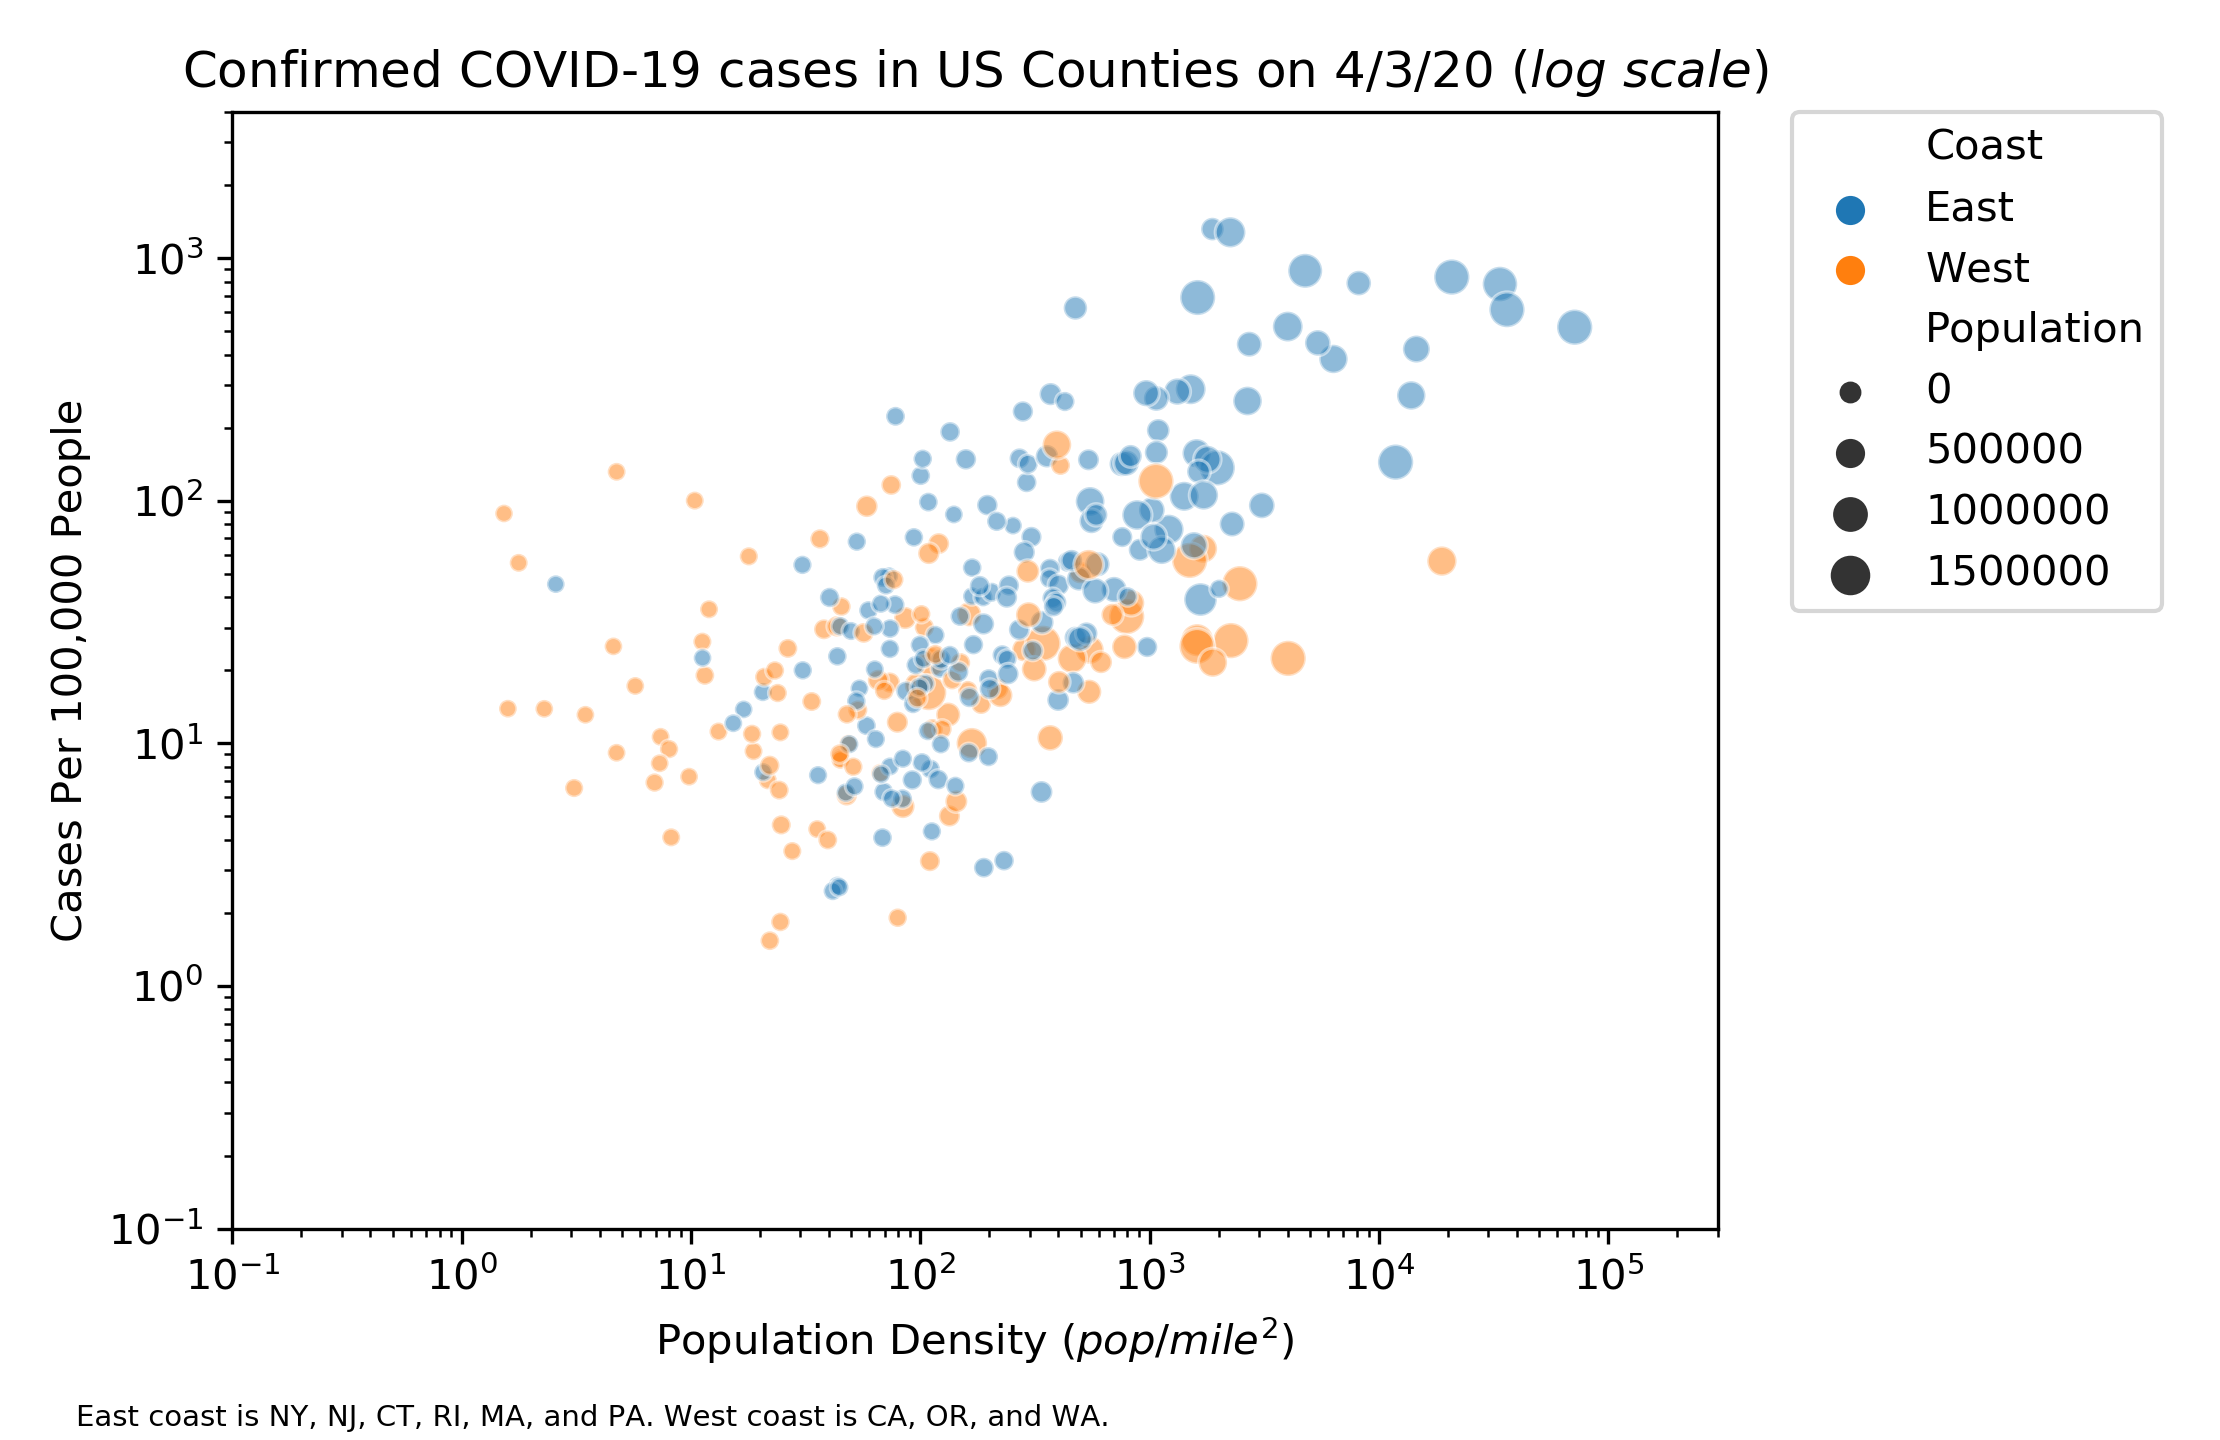 Confirmed COVID-19 cases in US Counties on 4/3/20 (log scale)
Coast
East
West
Population
0
500000
1000000
1500000
Cases Per 100,000 People
10³
10²
10¹
10⁰
10⁻¹
10⁻¹ 10⁰ 10¹ 10² 10³ 10⁴ 10⁵
Population Density (pop/mile²)
East coast is NY, NJ, CT, RI, MA, and PA. West coast is CA, OR, and WA.